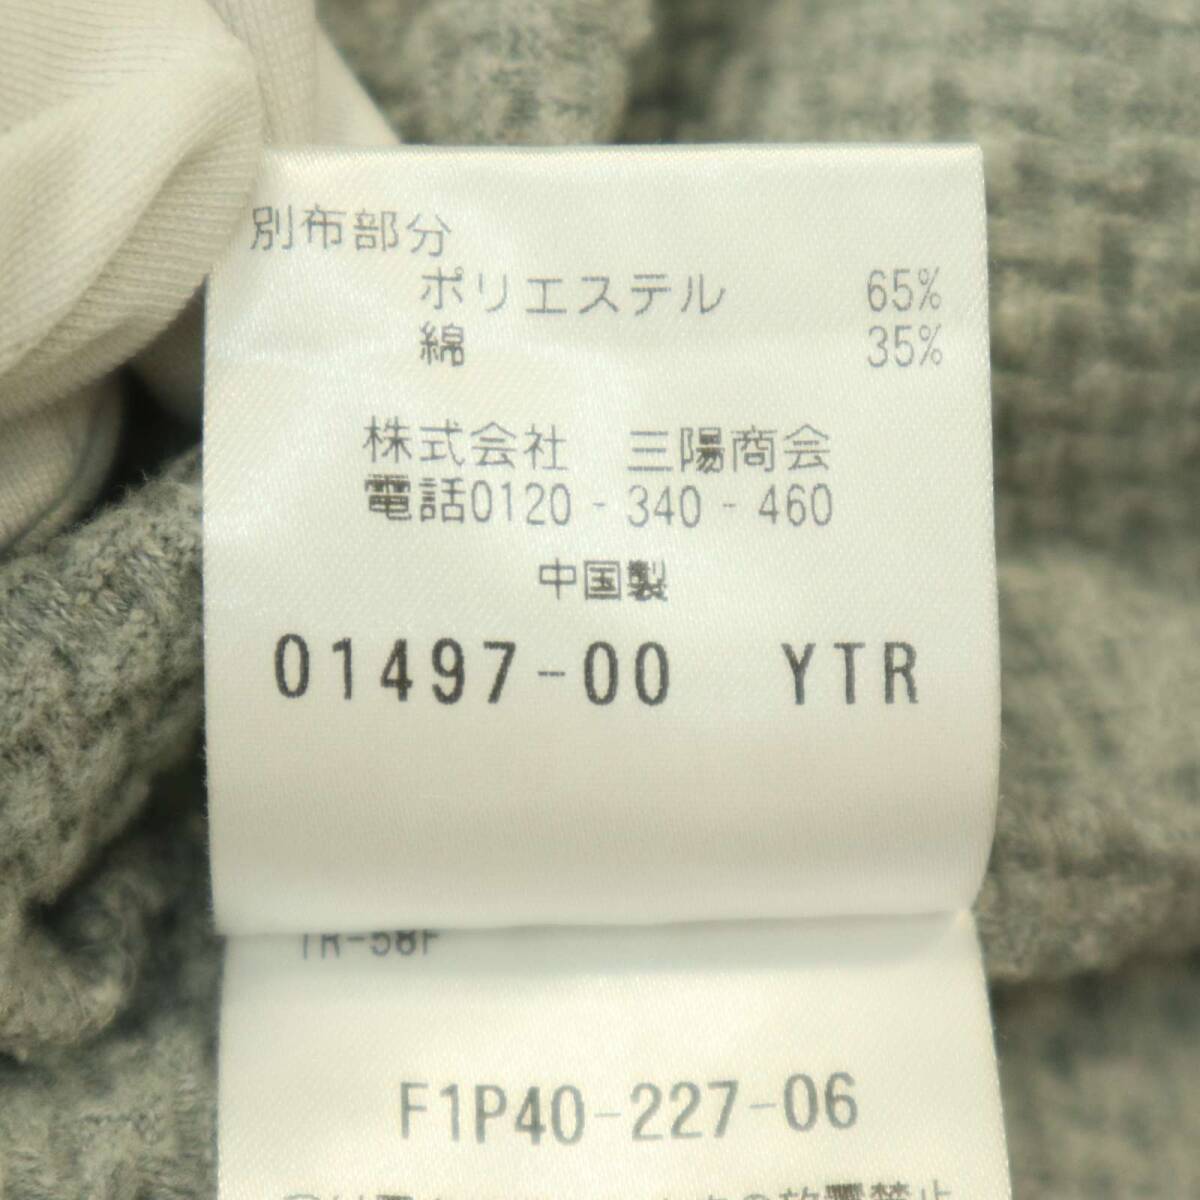 別布部分
ポリエステル 65%
綿 35%
株式会社 三陽商会
電話0120-340-460
中国製
01497-00 YTR
TR-58F
F1P40-227-06